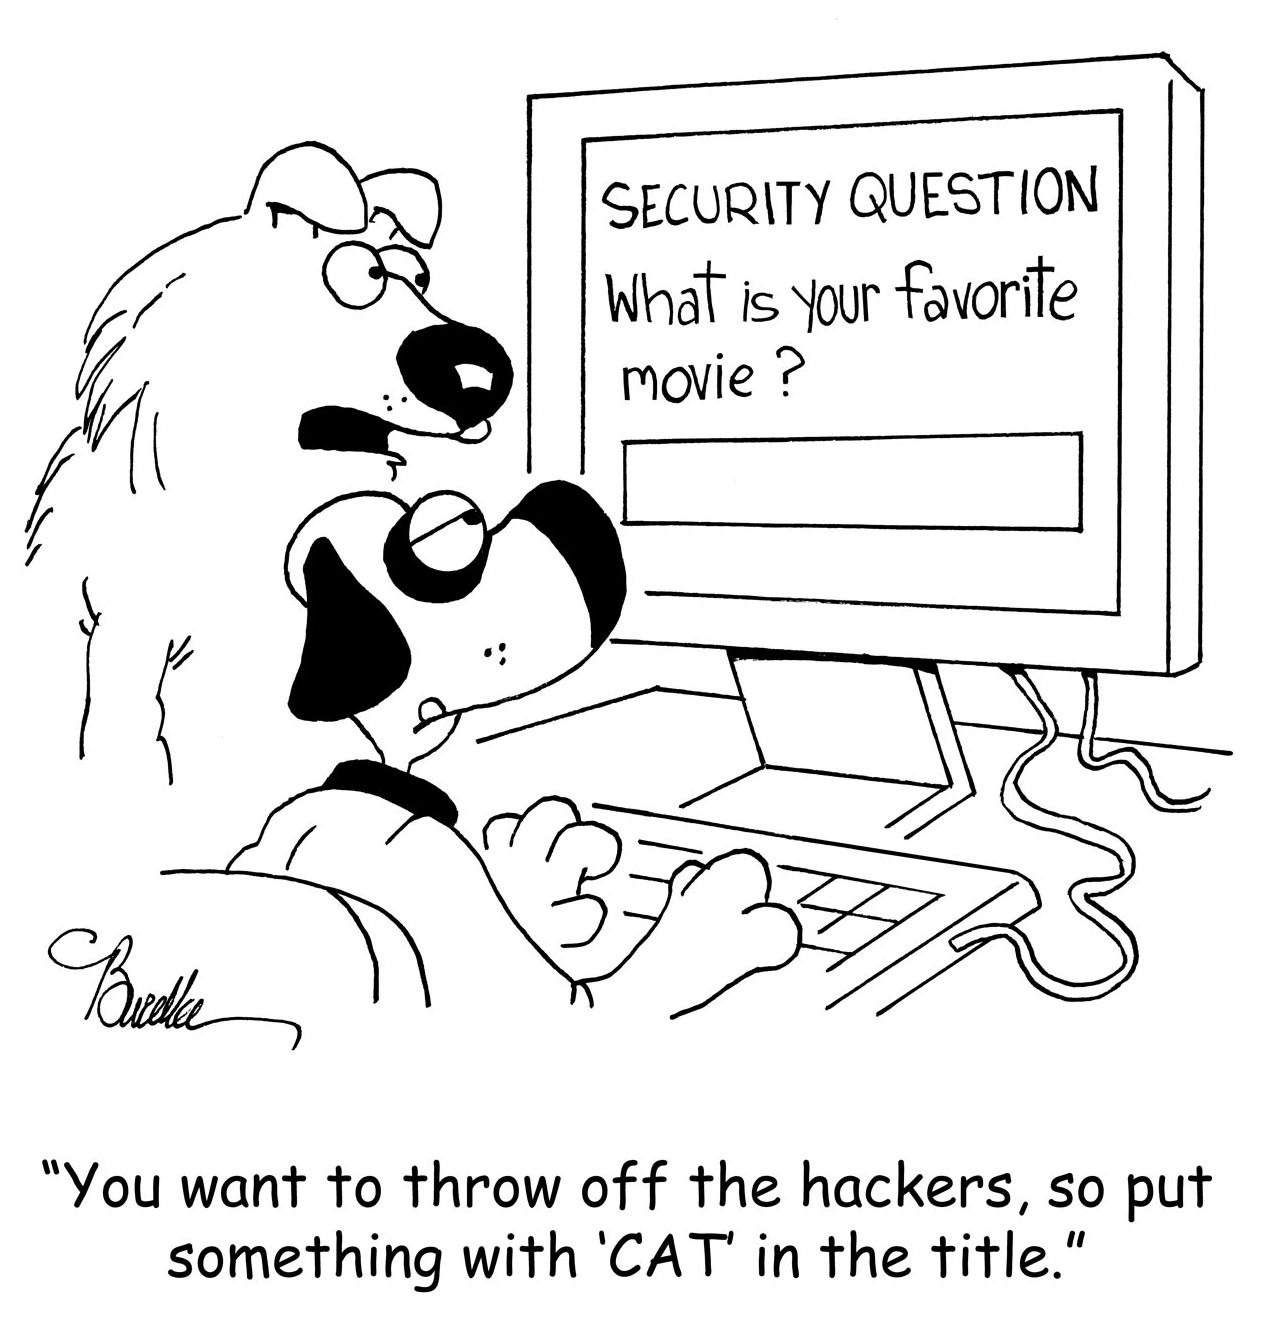 SECURITY QUESTION
What is your favorite
movie ?
“You want to throw off the hackers, so put
something with ‘CAT’ in the title.”